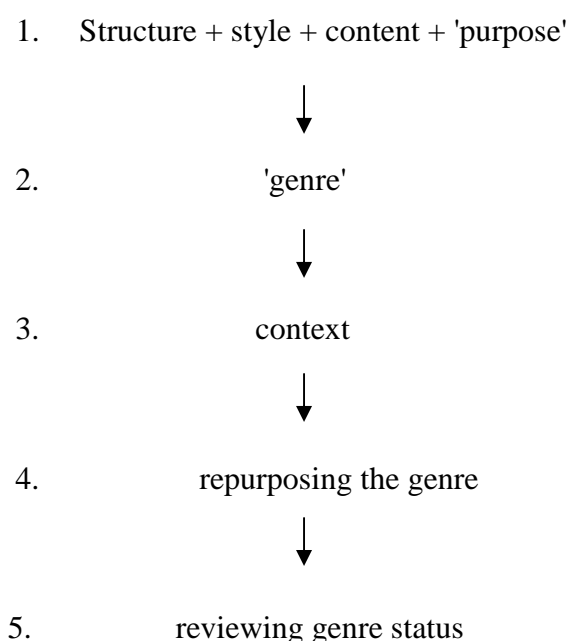 1. Structure + style + content + 'purpose'
2. 'genre'
3. context
4. repurposing the genre
5. reviewing genre status